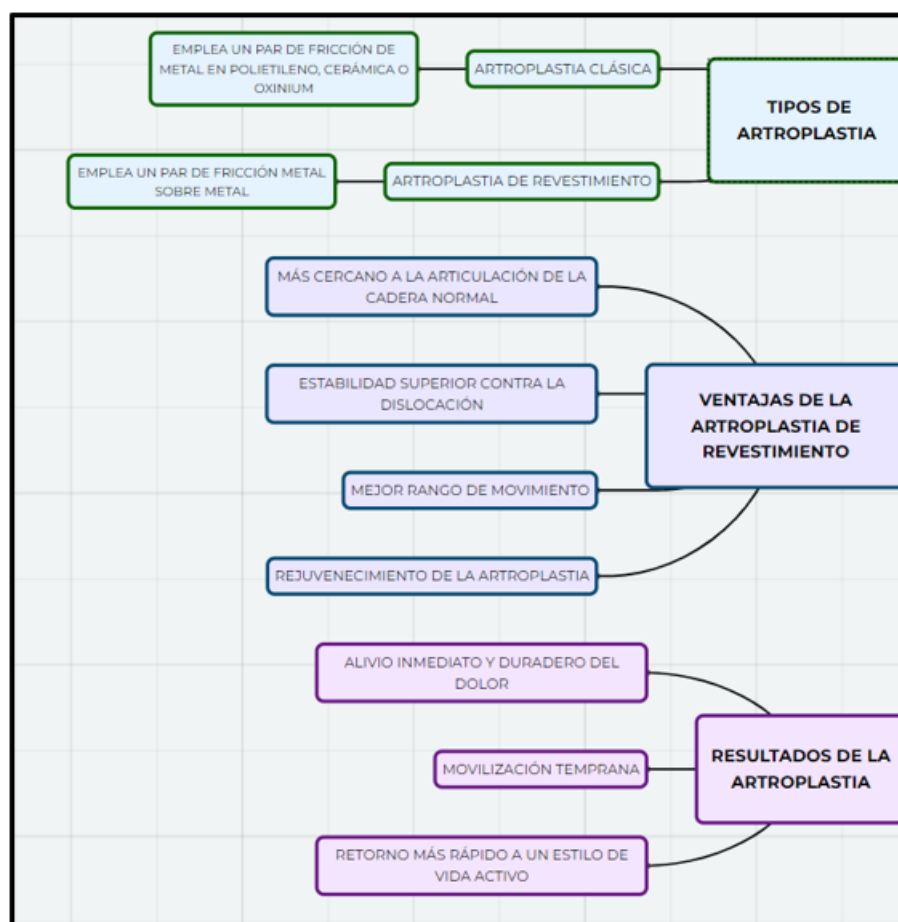 EMPLEA UN PAR DE FRICCIÓN DE
METAL EN POLIETILENO, CERÁMICA O
OXINIUM
ARTROPLASTIA CLÁSICA
TIPOS DE
ARTROPLASTIA
EMPLEA UN PAR DE FRICCIÓN METAL
SOBRE METAL
ARTROPLASTIA DE REVESTIMIENTO
MÁS CERCANO A LA ARTICULACIÓN DE LA
CADERA NORMAL
ESTABILIDAD SUPERIOR CONTRA LA
DISLOCACIÓN
VENTAJAS DE LA
ARTROPLASTIA DE
REVESTIMIENTO
MEJOR RANGO DE MOVIMIENTO
REJUVENECIMIENTO DE LA ARTROPLASTIA
ALIVIO INMEDIATO Y DURADERO DEL
DOLOR
MOVILIZACIÓN TEMPRANA
RESULTADOS DE LA
ARTROPLASTIA
RETORNO MÁS RÁPIDO A UN ESTILO DE
VIDA ACTIVO